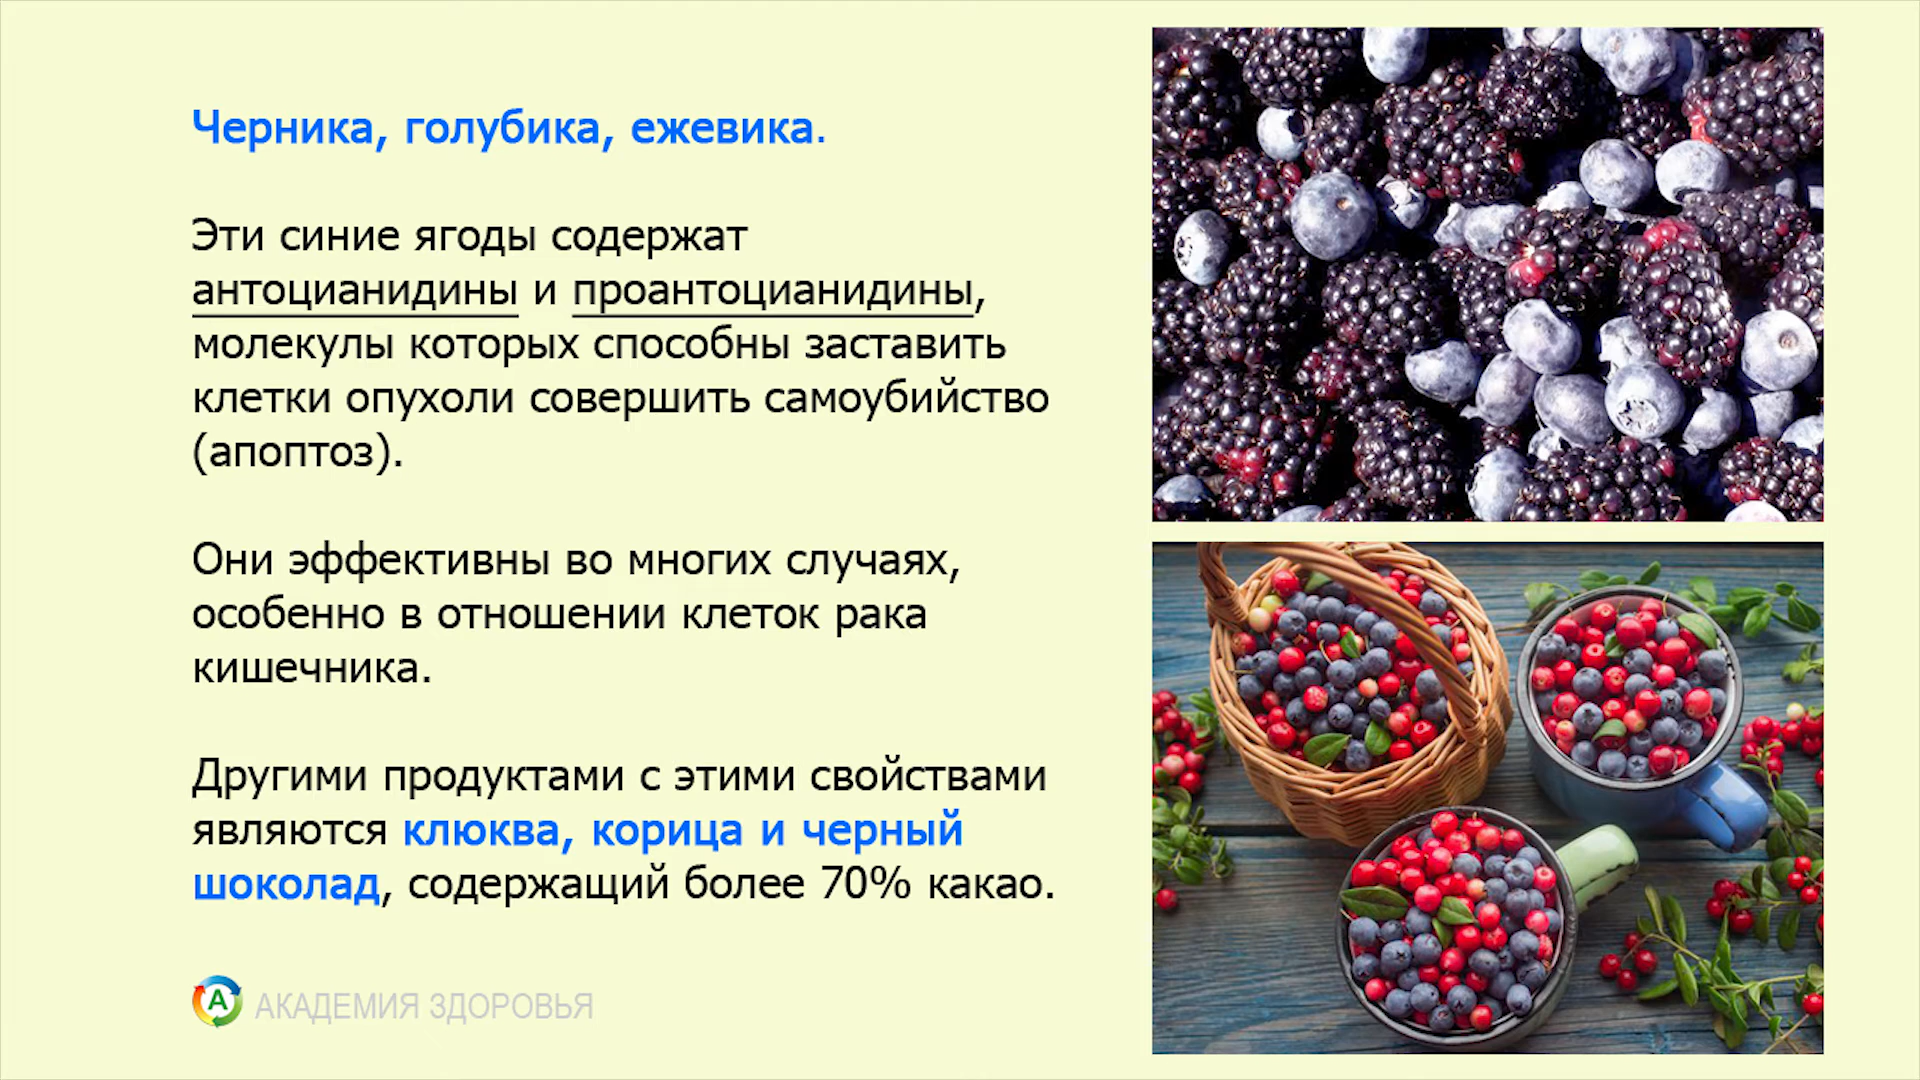 Черника, голубика, ежевика.
Эти синие ягоды содержат
антоцианидины и проантоцианидины,
молекулы которых способны заставить
клетки опухоли совершить самоубийство
(апоптоз).
Они эффективны во многих случаях,
особенно в отношении клеток рака
кишечника.
Другими продуктами с этими свойствами
являются клюква, корица и черный
шоколад, содержащий более 70% какао.
А АКАДЕМИЯ ЗДОРОВЬЯ